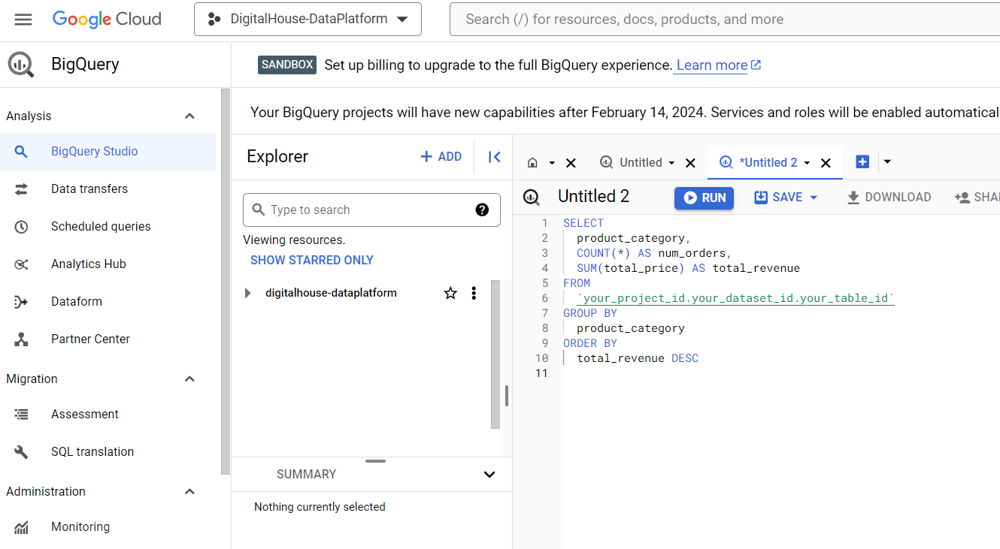 Google Cloud
DigitalHouse-DataPlatform
Search (/) for resources, docs, products, and more
BigQuery
SANDBOX Set up billing to upgrade to the full BigQuery experience. Learn more
Your BigQuery projects will have new capabilities after February 14, 2024. Services and roles will be enabled automatical
Analysis
BigQuery Studio
Data transfers
Scheduled queries
Analytics Hub
Dataform
Partner Center
Migration
Assessment
SQL translation
Administration
Monitoring
Explorer
+ ADD
Type to search
Viewing resources.
SHOW STARRED ONLY
digitalhouse-dataplatform
SUMMARY
Nothing currently selected
Untitled
*Untitled 2
Untitled 2
RUN
SAVE
DOWNLOAD
SHA
1 SELECT
2 product_category,
3 COUNT(*) AS num_orders,
4 SUM(total_price) AS total_revenue
5 FROM
6 `your_project_id.your_dataset_id.your_table_id`
7 GROUP BY
8 product_category
9 ORDER BY
10 total_revenue DESC
11